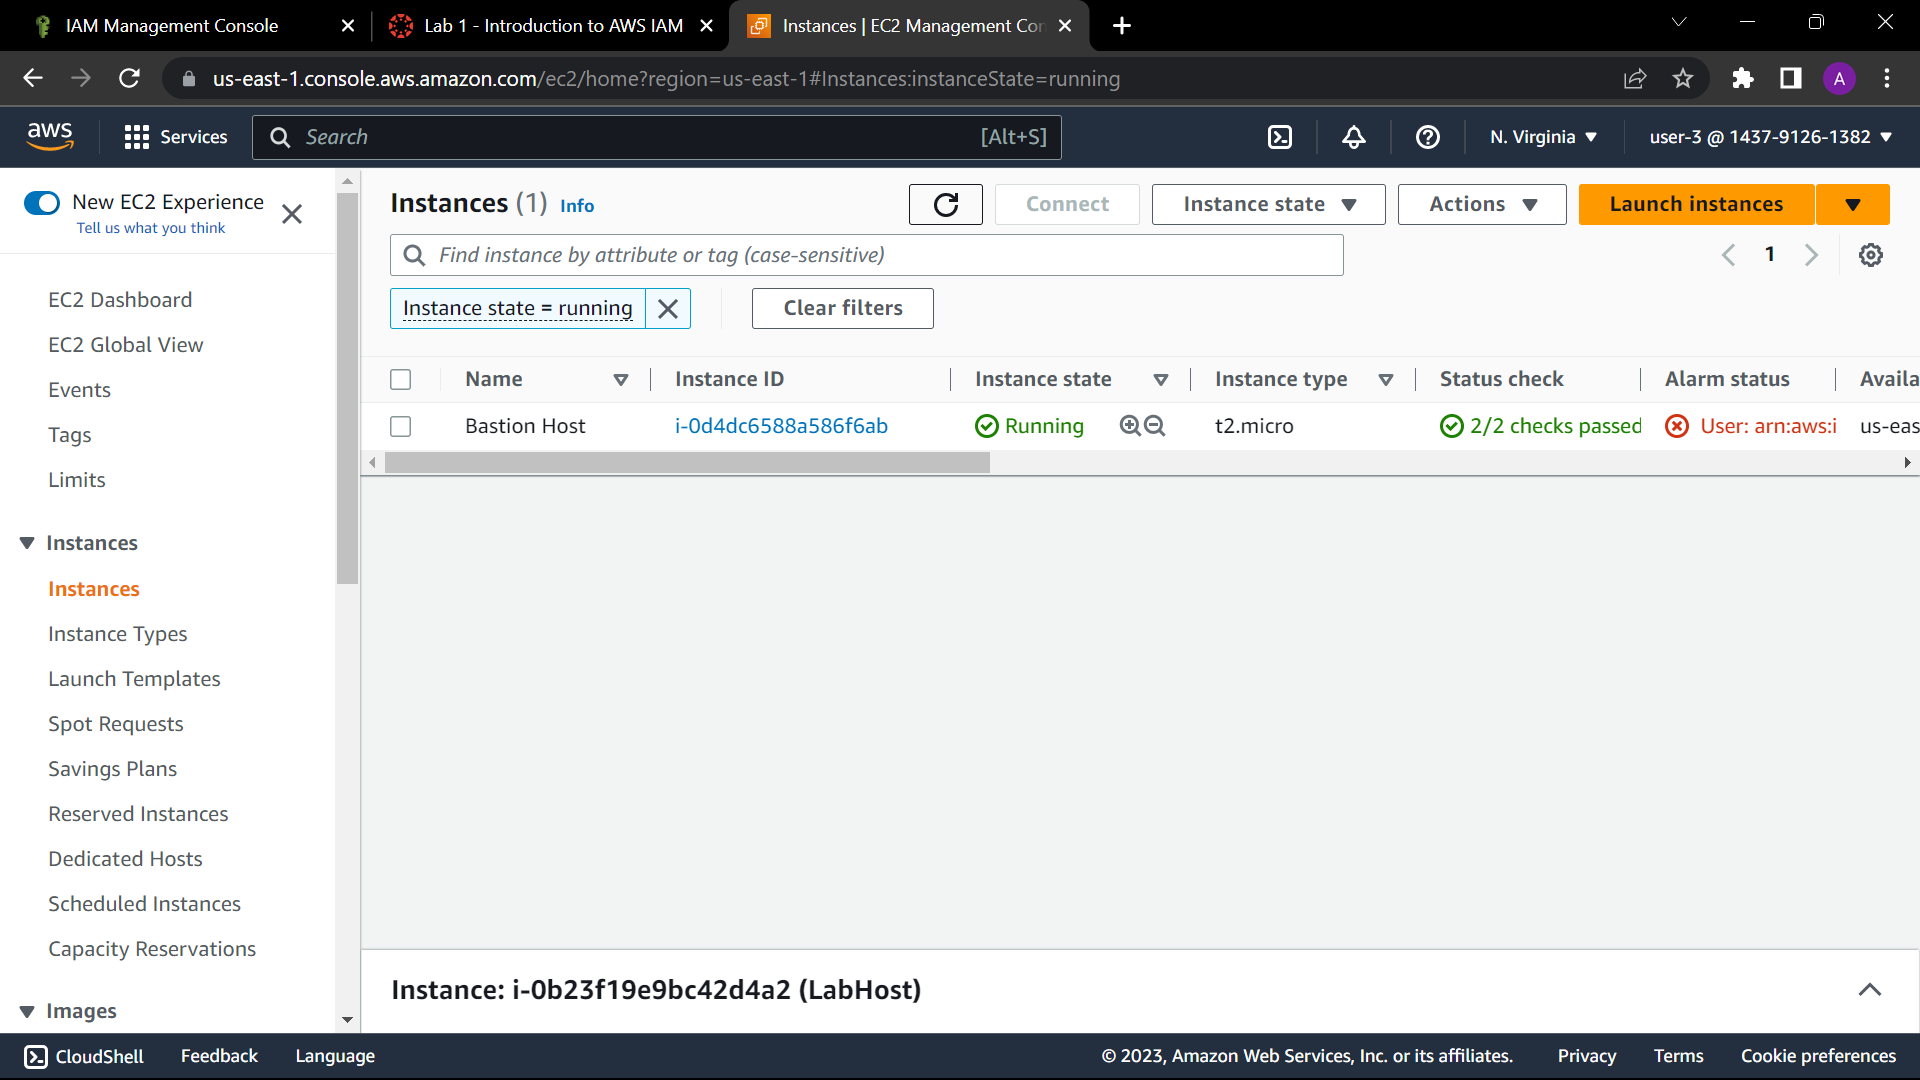 IAM Management Console
Lab 1 - Introduction to AWS IAM
Instances | EC2 Management Con
us-east-1.console.aws.amazon.com/ec2/home?region=us-east-1#Instances:instanceState=running
A
aws
Services
Search
[Alt+S]
N. Virginia
user-3 @ 1437-9126-1382
New EC2 Experience
Tell us what you think
EC2 Dashboard
EC2 Global View
Events
Tags
Limits
Instances
Instances
Instance Types
Launch Templates
Spot Requests
Savings Plans
Reserved Instances
Dedicated Hosts
Scheduled Instances
Capacity Reservations
Images
Instances (1) Info
Connect
Instance state
Actions
Launch instances
Find instance by attribute or tag (case-sensitive)
1
Instance state = running
Clear filters
Name Instance ID Instance state Instance type Status check Alarm status Availa
Bastion Host i-0d4dc6588a586f6ab Running t2.micro 2/2 checks passed User: arn:aws:i us-eas
Instance: i-0b23f19e9bc42d4a2 (LabHost)
CloudShell Feedback Language
© 2023, Amazon Web Services, Inc. or its affiliates. Privacy Terms Cookie preferences